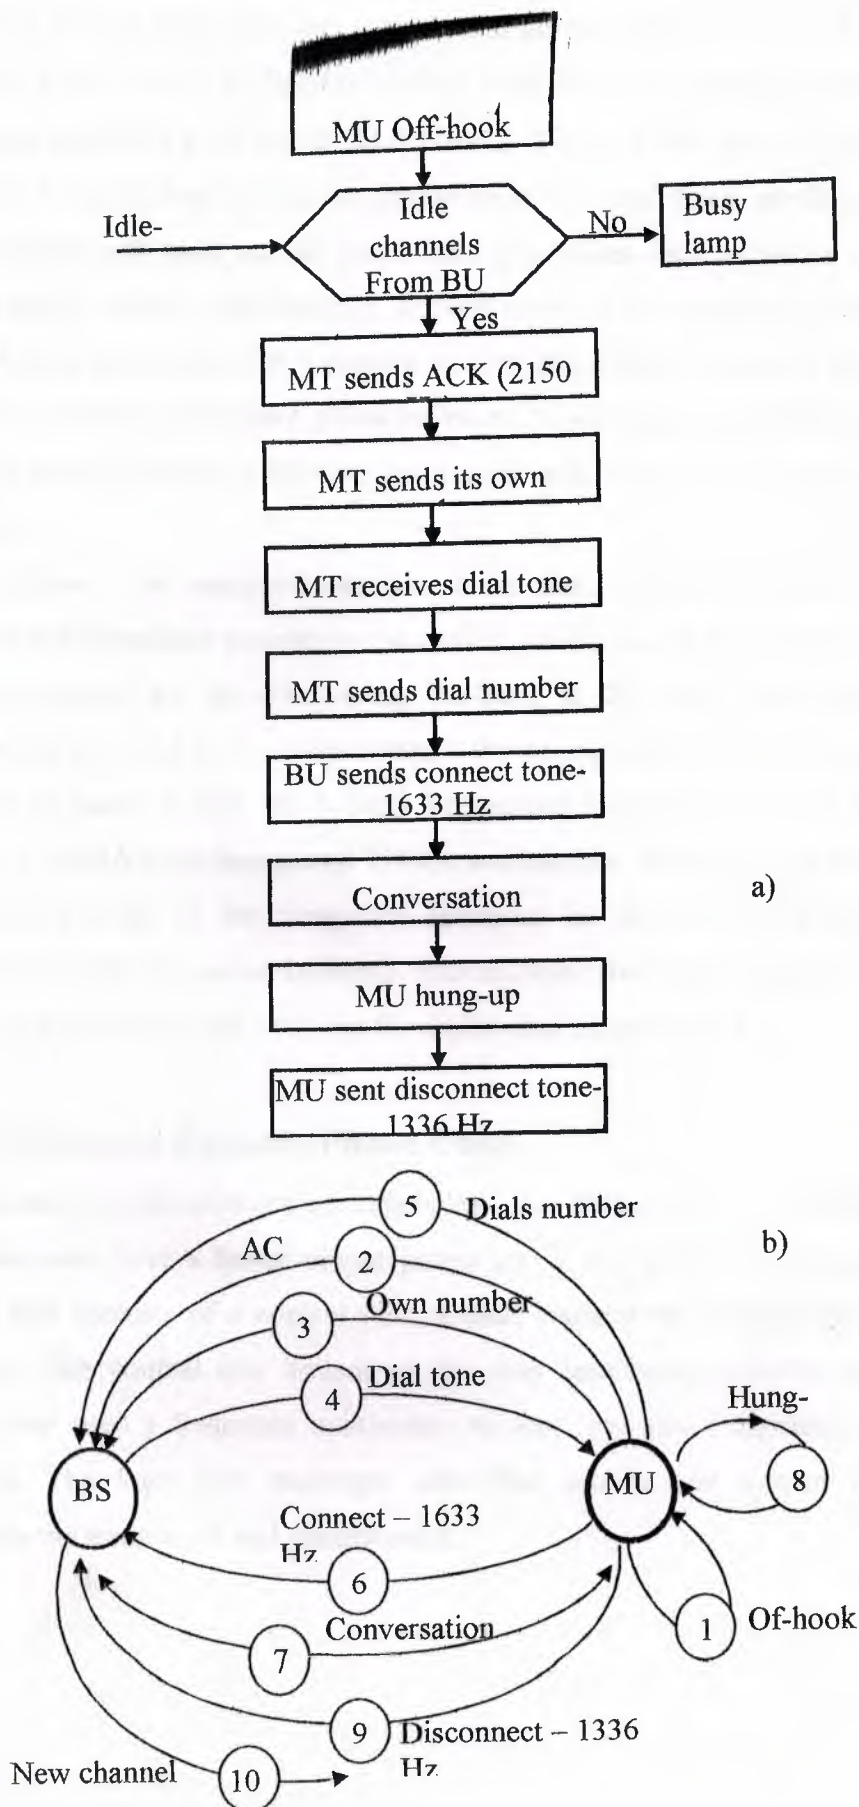 MU Off-hook
Idle-
Idle
channels
From BU
No
Busy
lamp
Yes
MT sends ACK (2150
MT sends its own
MT receives dial tone
MT sends dial number
BU sends connect tone-
1633 Hz
Conversation
a)
MU hung-up
MU sent disconnect tone-
1336 Hz
5
Dials number
b)
AC
2
Own number
3
Dial tone
4
Hung-
BS
MU
8
Connect – 1633
Hz
6
Conversation
7
1
Of-hook
9
Disconnect – 1336
Hz
New channel
10